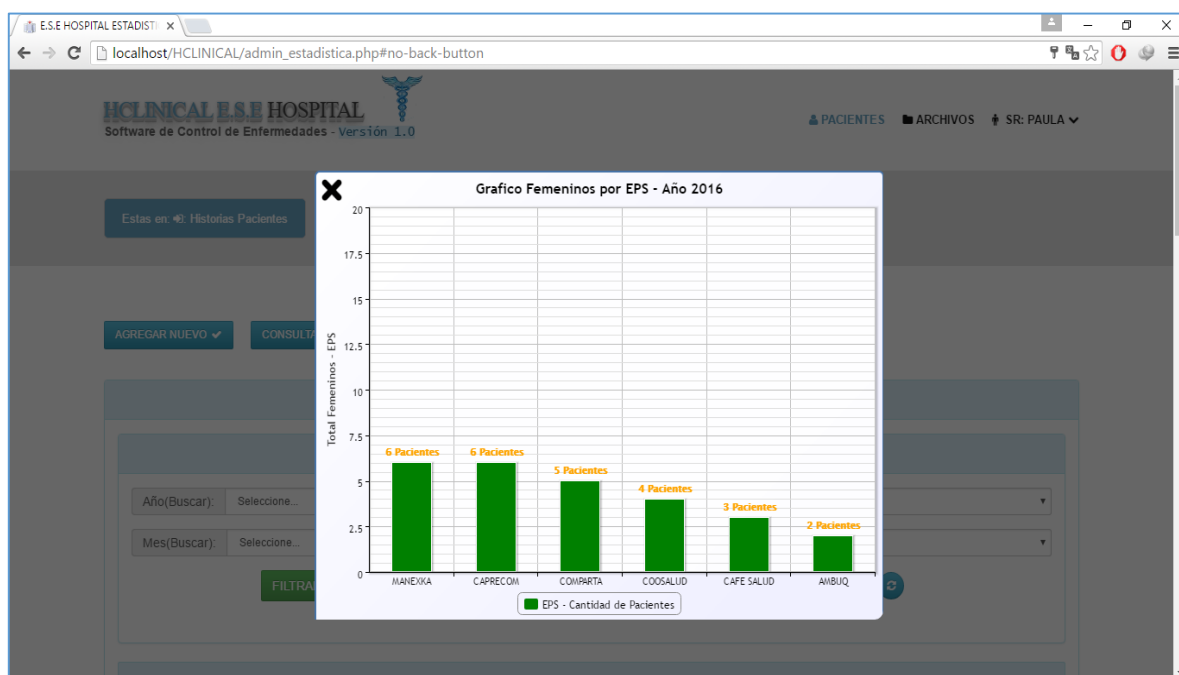 E.S.E HOSPITAL ESTADIST
localhost/HCLINICAL/admin_estadistica.php#no-back-button
HCLINICAL E.S.E HOSPITAL
Software de Control de Enfermedades - Versión 1.0
PACIENTES ARCHIVOS SR: PAULA
Estas en: : Historias Pacientes
AGREGAR NUEVO
CONSULTA
Año(Buscar): Seleccione...
Mes(Buscar): Seleccione...
FILTRA
Grafico Femeninos por EPS - Año 2016
Total Femeninos - EPS
20
17.5
15
12.5
10
7.5
5
2.5
0
6 Pacientes
6 Pacientes
5 Pacientes
4 Pacientes
3 Pacientes
2 Pacientes
MANEXKA CAPRECOM COMPARTA COOSALUD CAFE SALUD AMBUQ
EPS - Cantidad de Pacientes